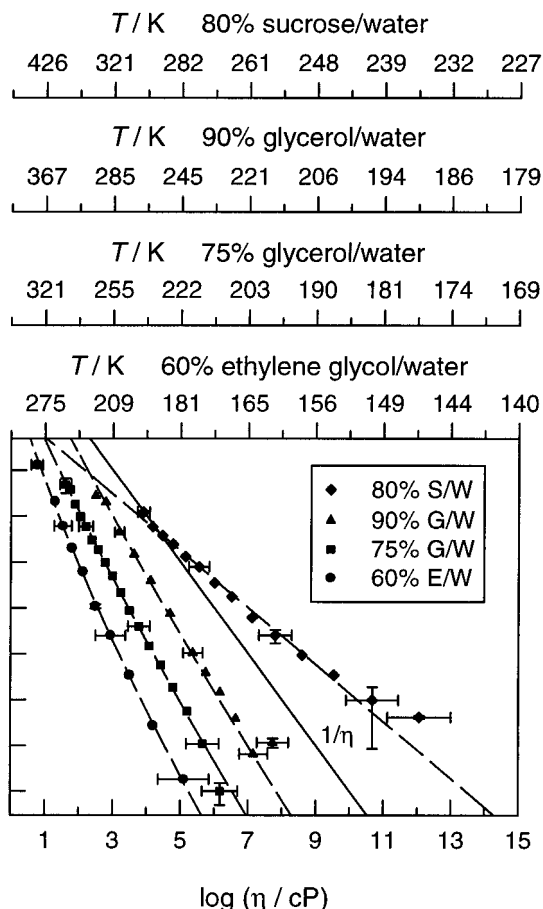 T / K 80% sucrose/water
426 321 282 261 248 239 232 227
T / K 90% glycerol/water
367 285 245 221 206 194 186 179
T / K 75% glycerol/water
321 255 222 203 190 181 174 169
T / K 60% ethylene glycol/water
275 209 181 165 156 149 144 140
80% S/W
90% G/W
75% G/W
60% E/W
1/η
1 3 5 7 9 11 13 15
log (η / cP)